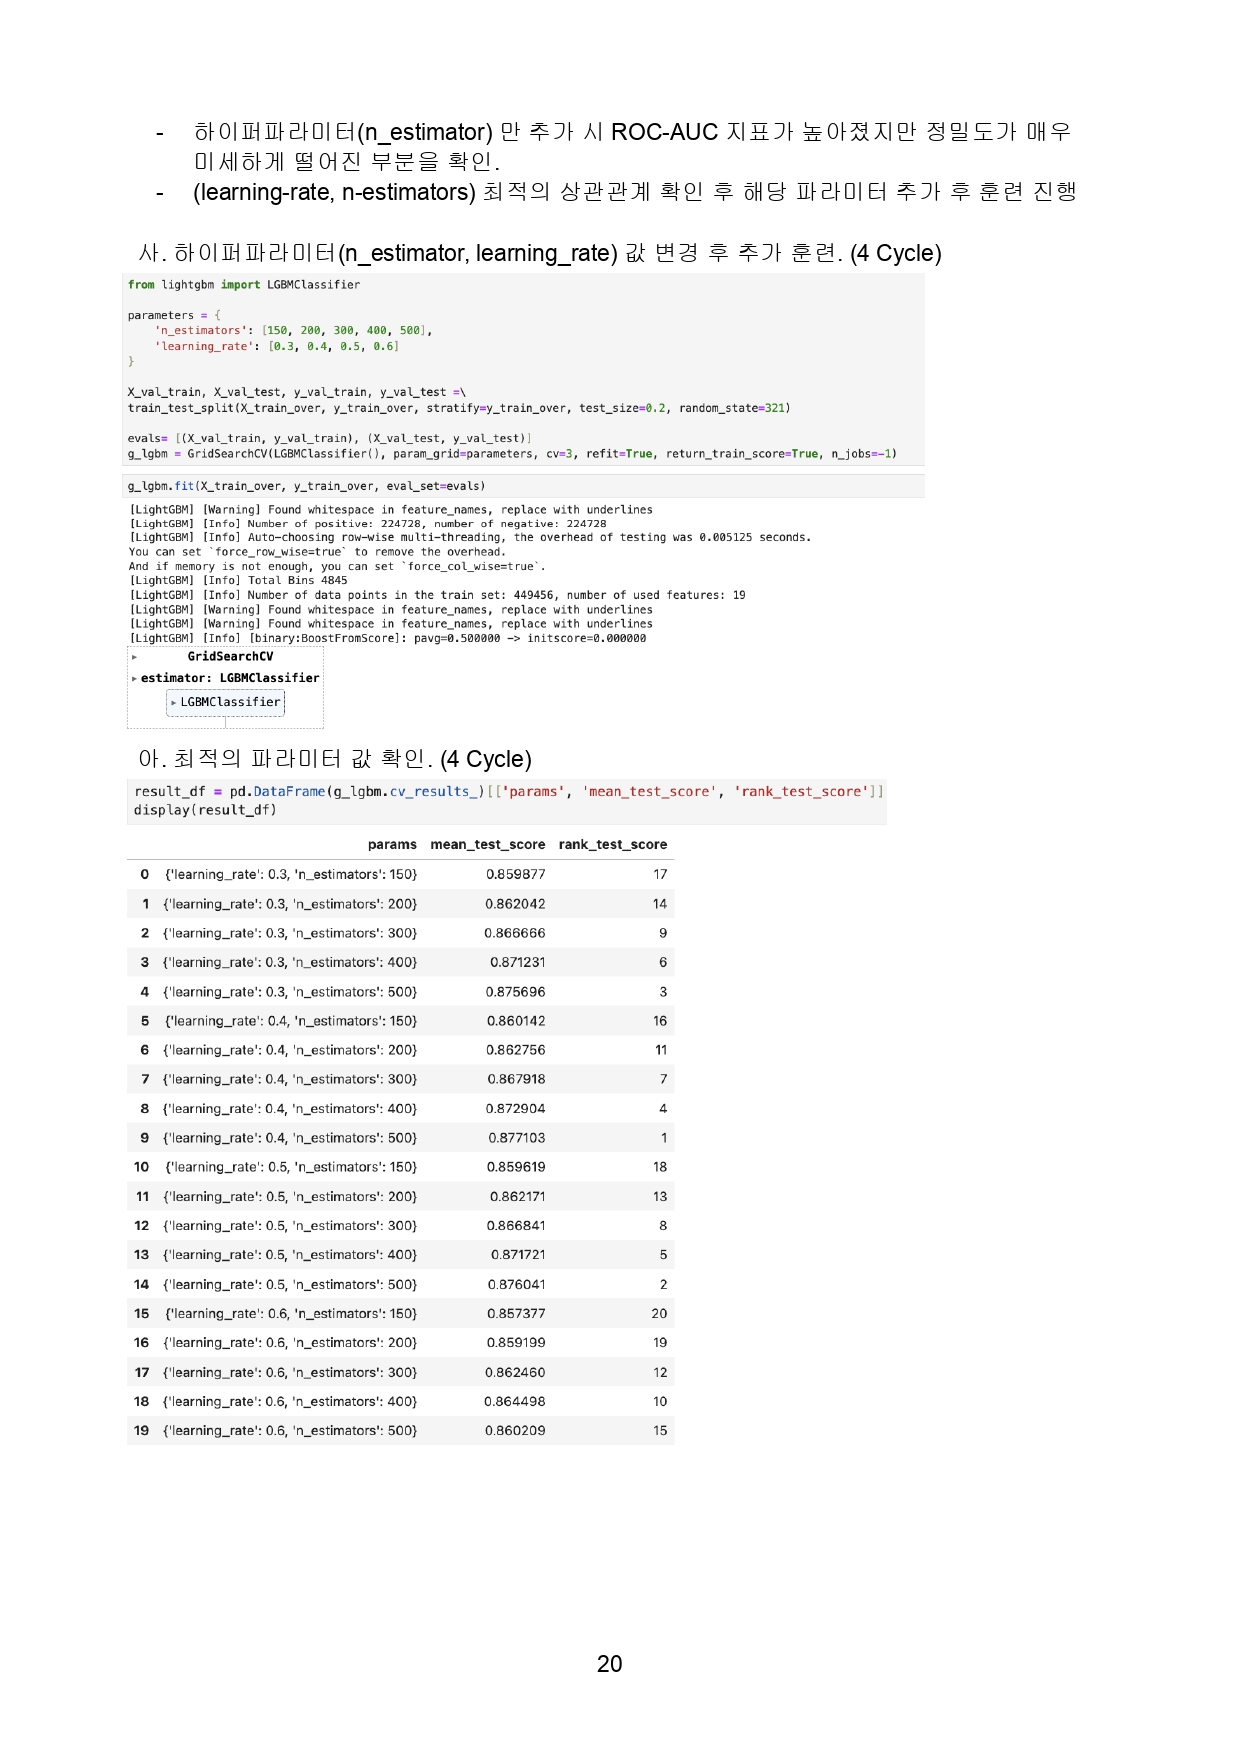 - 하이퍼파라미터(n_estimator) 만 추가 시 ROC-AUC 지표가 높아졌지만 정밀도가 매우
미세하게 떨어진 부분을 확인.
- (learning-rate, n-estimators) 최적의 상관관계 확인 후 해당 파라미터 추가 후 훈련 진행
사. 하이퍼파라미터(n_estimator, learning_rate) 값 변경 후 추가 훈련. (4 Cycle)
from lightgbm import LGBMClassifier
parameters = {
'n_estimators': [150, 200, 300, 400, 500],
'learning_rate': [0.3, 0.4, 0.5, 0.6]
}
X_val_train, X_val_test, y_val_train, y_val_test =\
train_test_split(X_train_over, y_train_over, stratify=y_train_over, test_size=0.2, random_state=321)
evals= [(X_val_train, y_val_train), (X_val_test, y_val_test)]
g_lgbm = GridSearchCV(LGBMClassifier(), param_grid=parameters, cv=3, refit=True, return_train_score=True, n_jobs=-1)
g_lgbm.fit(X_train_over, y_train_over, eval_set=evals)
[LightGBM] [Warning] Found whitespace in feature_names, replace with underlines
[LightGBM] [Info] Number of positive: 224728, number of negative: 224728
[LightGBM] [Info] Auto-choosing row-wise multi-threading, the overhead of testing was 0.005125 seconds.
You can set `force_row_wise=true` to remove the overhead.
And if memory is not enough, you can set `force_col_wise=true`.
[LightGBM] [Info] Total Bins 4845
[LightGBM] [Info] Number of data points in the train set: 449456, number of used features: 19
[LightGBM] [Warning] Found whitespace in feature_names, replace with underlines
[LightGBM] [Warning] Found whitespace in feature_names, replace with underlines
[LightGBM] [Info] [binary:BoostFromScore]: pavg=0.500000 -> initscore=0.000000
▸ GridSearchCV
▸ estimator: LGBMClassifier
▸ LGBMClassifier
아. 최적의 파라미터 값 확인. (4 Cycle)
result_df = pd.DataFrame(g_lgbm.cv_results_)[['params', 'mean_test_score', 'rank_test_score']]
display(result_df)
params mean_test_score rank_test_score
0 {'learning_rate': 0.3, 'n_estimators': 150} 0.859877 17
1 {'learning_rate': 0.3, 'n_estimators': 200} 0.862042 14
2 {'learning_rate': 0.3, 'n_estimators': 300} 0.866666 9
3 {'learning_rate': 0.3, 'n_estimators': 400} 0.871231 6
4 {'learning_rate': 0.3, 'n_estimators': 500} 0.875696 3
5 {'learning_rate': 0.4, 'n_estimators': 150} 0.860142 16
6 {'learning_rate': 0.4, 'n_estimators': 200} 0.862756 11
7 {'learning_rate': 0.4, 'n_estimators': 300} 0.867918 7
8 {'learning_rate': 0.4, 'n_estimators': 400} 0.872904 4
9 {'learning_rate': 0.4, 'n_estimators': 500} 0.877103 1
10 {'learning_rate': 0.5, 'n_estimators': 150} 0.859619 18
11 {'learning_rate': 0.5, 'n_estimators': 200} 0.862171 13
12 {'learning_rate': 0.5, 'n_estimators': 300} 0.866841 8
13 {'learning_rate': 0.5, 'n_estimators': 400} 0.871721 5
14 {'learning_rate': 0.5, 'n_estimators': 500} 0.876041 2
15 {'learning_rate': 0.6, 'n_estimators': 150} 0.857377 20
16 {'learning_rate': 0.6, 'n_estimators': 200} 0.859199 19
17 {'learning_rate': 0.6, 'n_estimators': 300} 0.862460 12
18 {'learning_rate': 0.6, 'n_estimators': 400} 0.864498 10
19 {'learning_rate': 0.6, 'n_estimators': 500} 0.860209 15
20